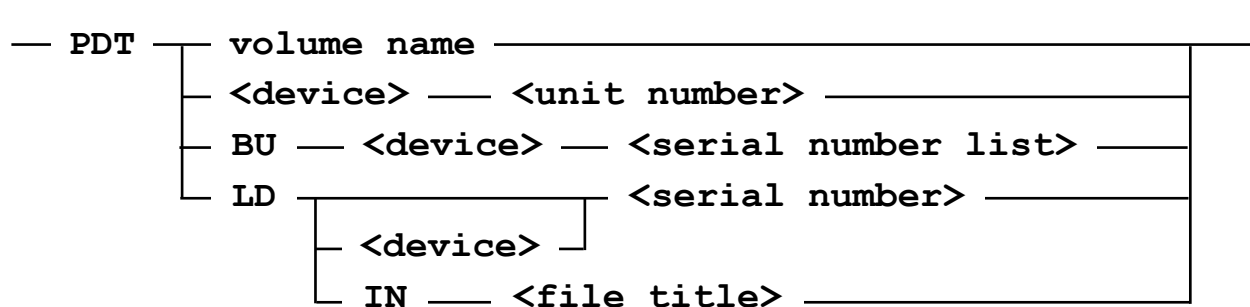 PDT volume name
<device> <unit number>
BU <device> <serial number list>
LD <serial number>
<device>
IN <file title>